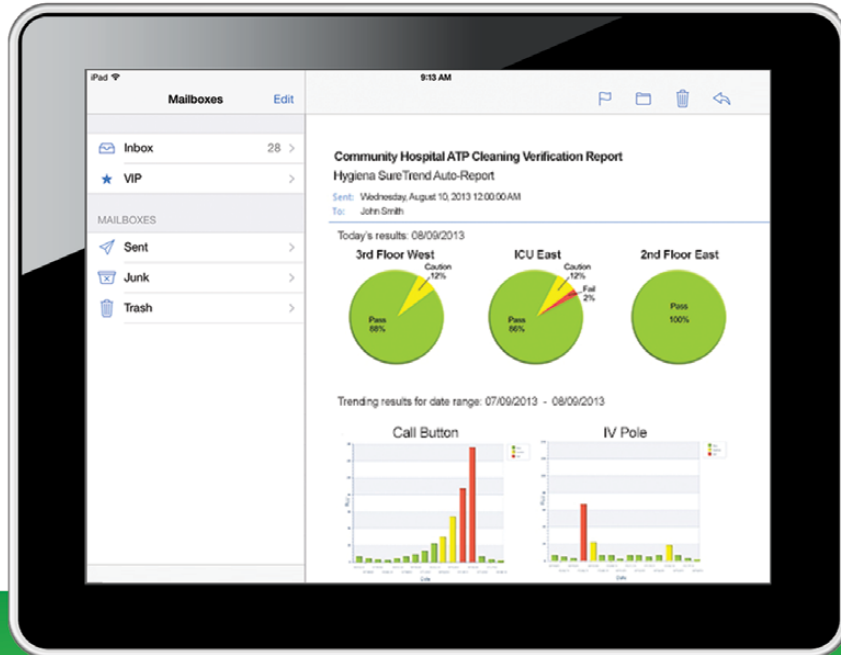 iPad
9:13 AM
Mailboxes
Edit
Inbox
28
VIP
MAILBOXES
Sent
Junk
Trash
Community Hospital ATP Cleaning Verification Report
Hygiena SureTrend Auto-Report
Sent: Wednesday, August 10, 2013 12:00:00 AM
To: John Smith
Today's results: 08/09/2013
3rd Floor West
Caution
12%
Pass
88%
ICU East
Caution
12%
Fail
2%
Pass
86%
2nd Floor East
Pass
100%
Trending results for date range: 07/09/2013 - 08/09/2013
Call Button
Date
IV Pole
Date